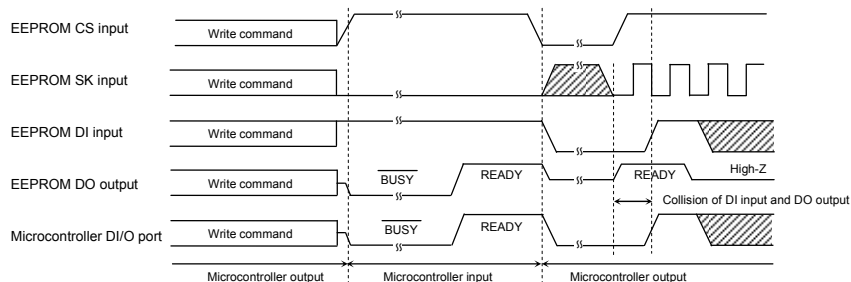 EEPROM CS input
Write command
EEPROM SK input
Write command
EEPROM DI input
Write command
EEPROM DO output
Write command
BUSY
READY
READY
High-Z
Collision of DI input and DO output
Microcontroller DI/O port
Write command
BUSY
READY
Microcontroller output
Microcontroller input
Microcontroller output